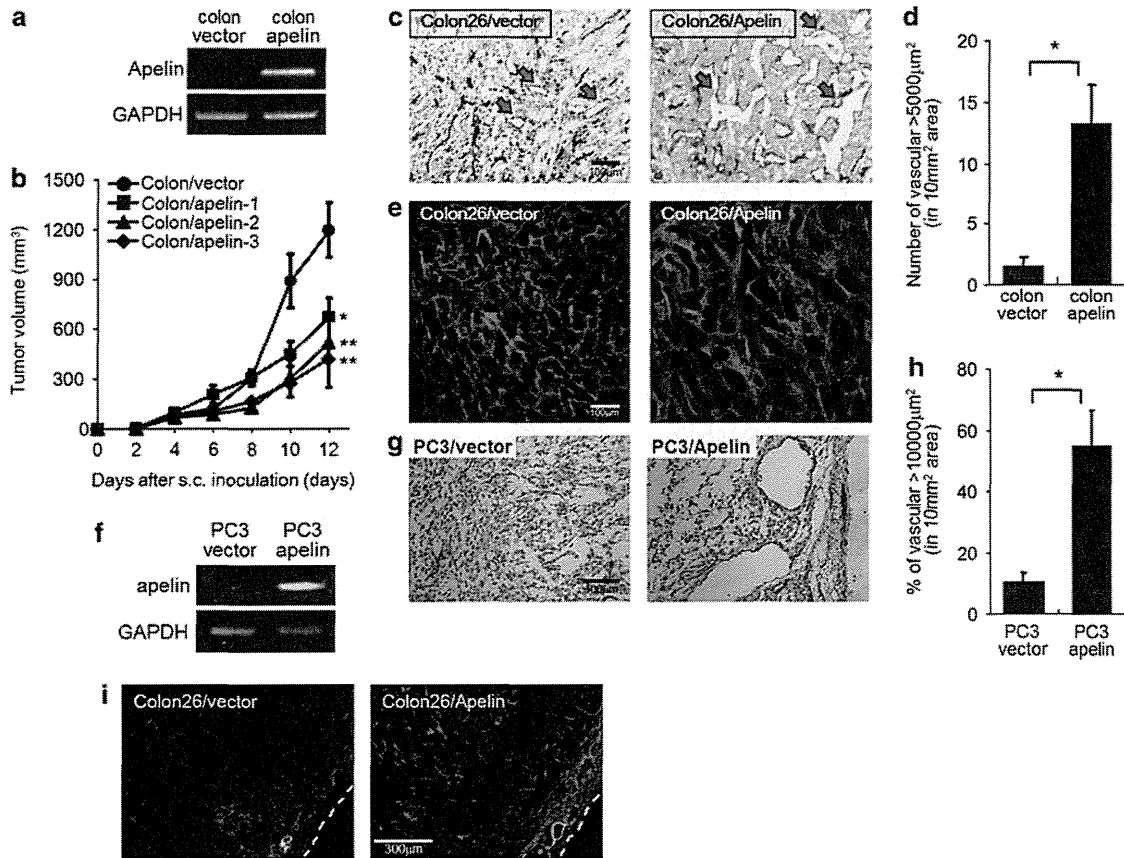 a
colon
vector
colon
apelin
Apelin
GAPDH
b
1500
1200
900
600
300
0
Tumor volume (mm³)
Colon/vector
Colon/apelin-1
Colon/apelin-2
Colon/apelin-3
*
**
**
0 2 4 6 8 10 12
Days after s.c. inoculation (days)
c
Colon26/vector
Colon26/Apelin
100μm
d
20
15
10
5
0
Number of vascular >5000μm²
(in 10mm² area)
*
colon
vector
colon
apelin
e
Colon26/vector
Colon26/Apelin
100μm
f
PC3
vector
PC3
apelin
apelin
GAPDH
g
PC3/vector
PC3/Apelin
h
80
60
40
20
0
% of vascular >10000μm²
(in 10mm² area)
*
PC3
vector
PC3
apelin
i
Colon26/vector
Colon26/Apelin
300μm